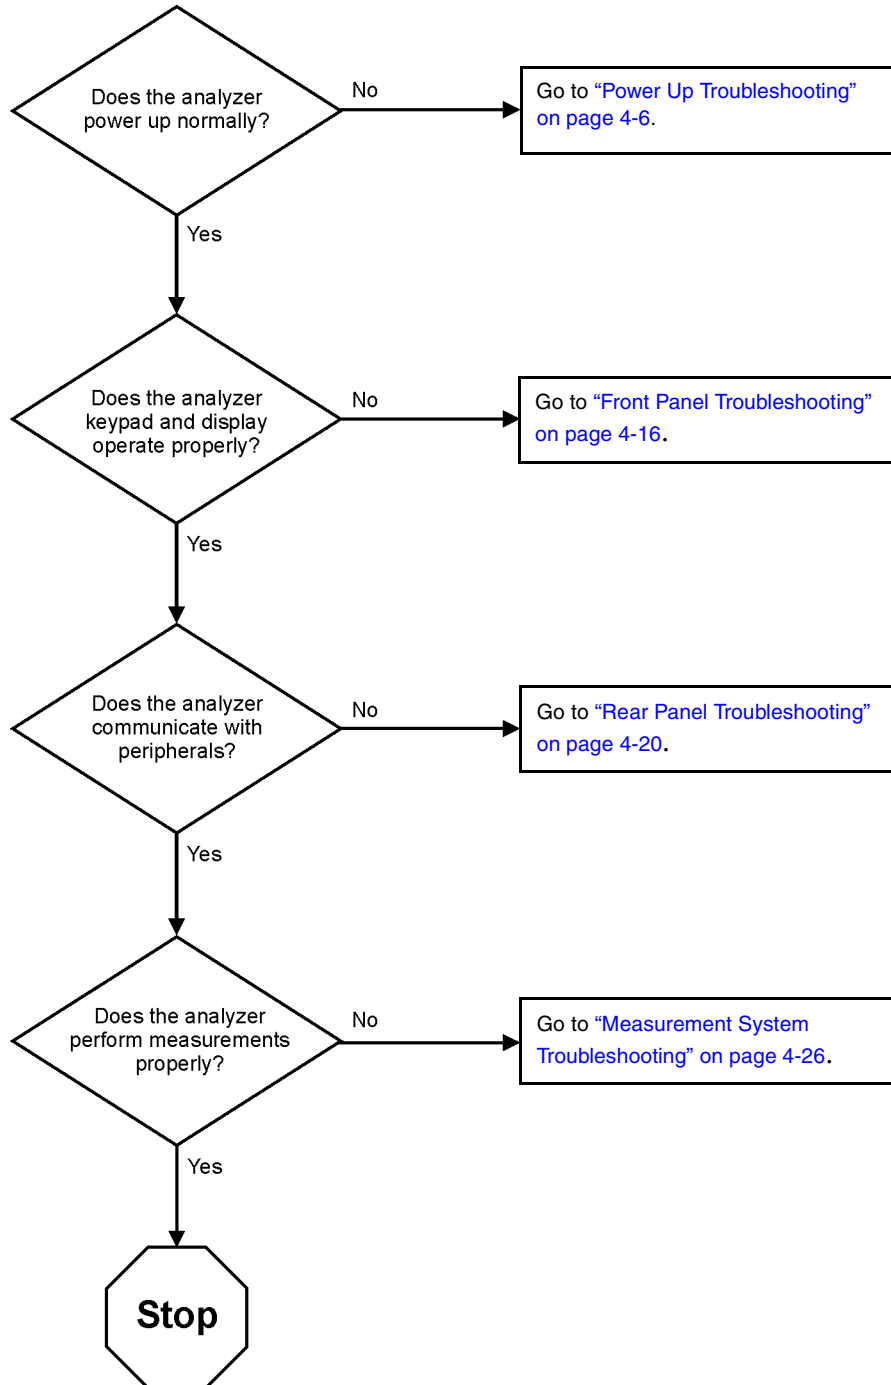 Does the analyzer
power up normally?
No
Go to “Power Up Troubleshooting”
on page 4-6.
Yes
Does the analyzer
keypad and display
operate properly?
No
Go to “Front Panel Troubleshooting”
on page 4-16.
Yes
Does the analyzer
communicate with
peripherals?
No
Go to “Rear Panel Troubleshooting”
on page 4-20.
Yes
Does the analyzer
perform measurements
properly?
No
Go to “Measurement System
Troubleshooting” on page 4-26.
Yes
Stop